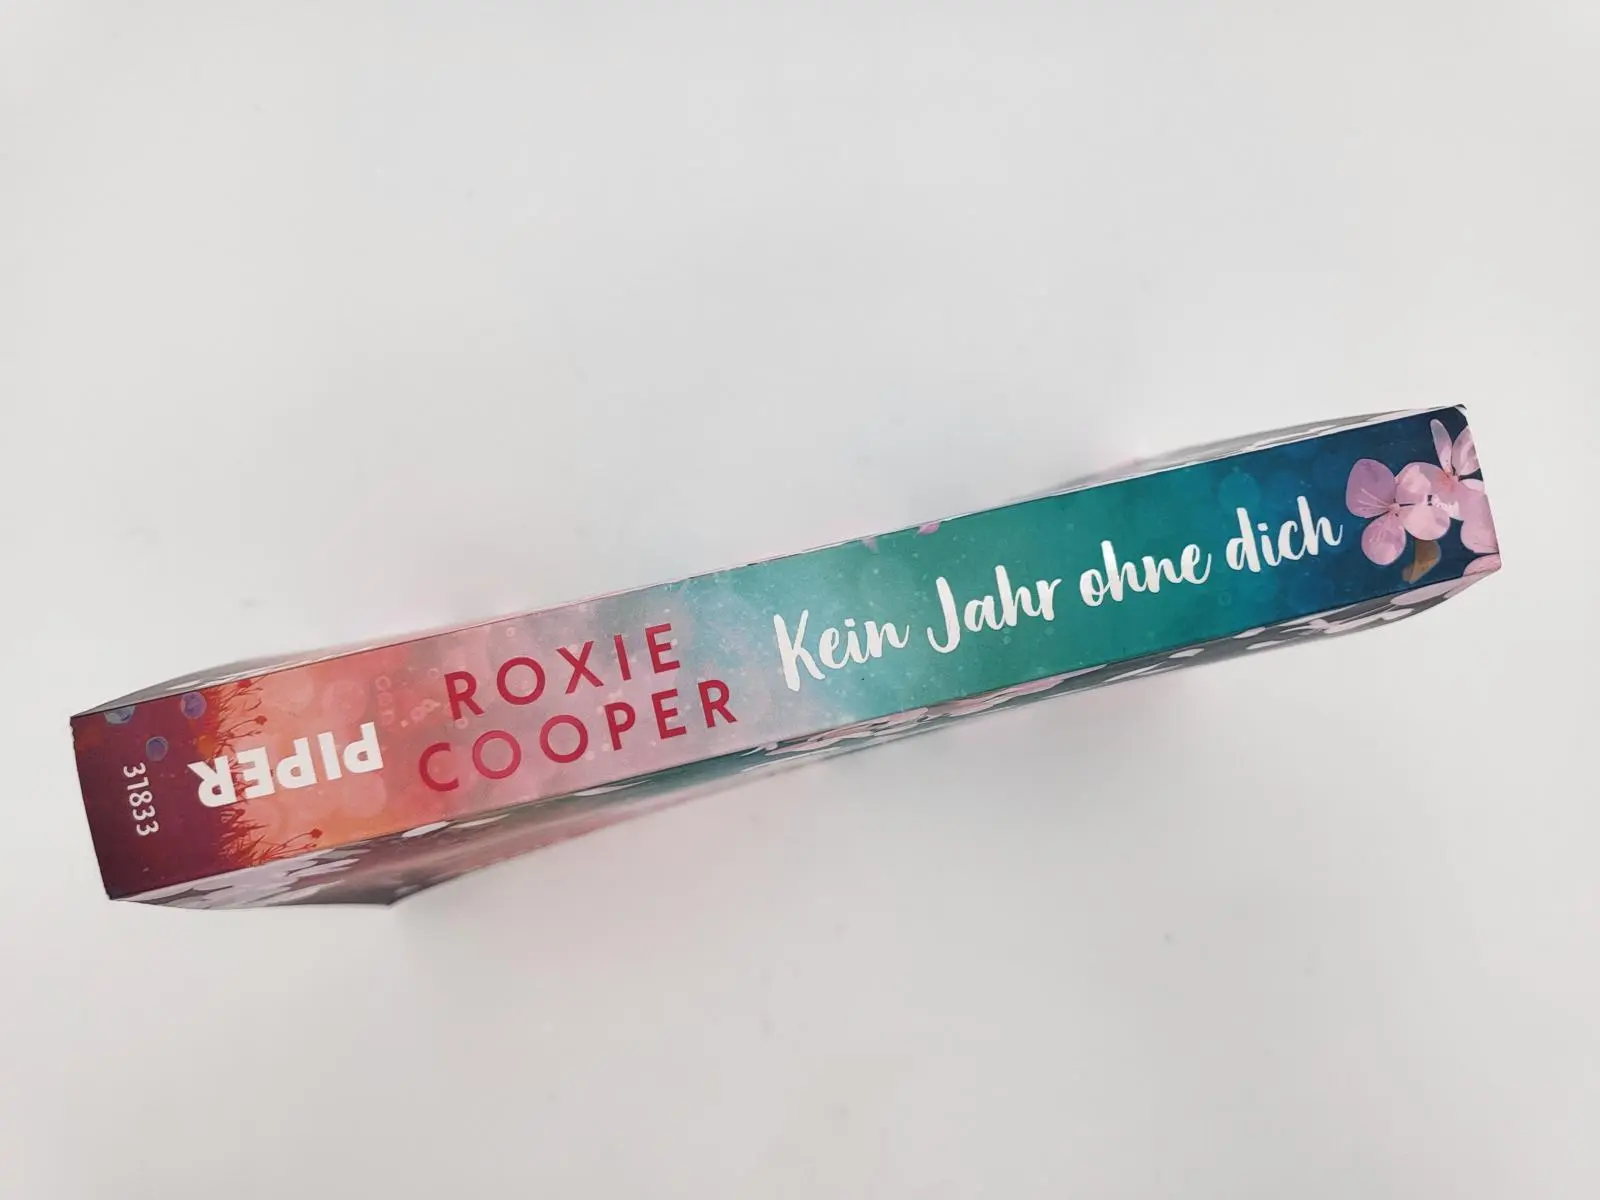 ROXIE
COOPER
Kein Jahr ohne dich
PIPER
31833